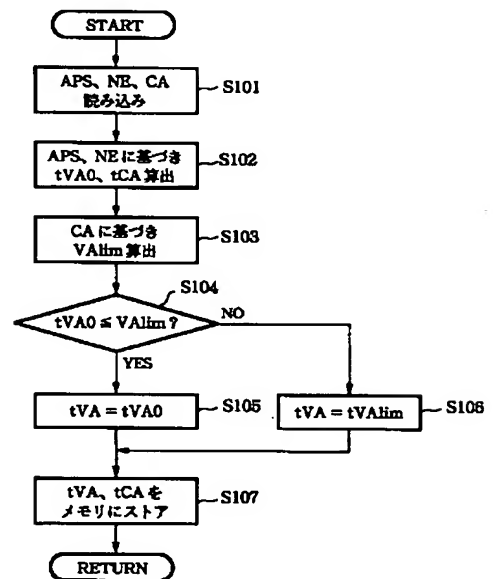 START
APS、NE、CA
読み込み
S101
APS、NEに基づき
tVA0、tCA算出
S102
CAに基づき
VAlim算出
S103
S104
tVA0 ≦ VAlim?
NO
YES
tVA = tVA0
S105
tVA = tVAlim
S106
tVA、tCAを
メモリにストア
S107
RETURN